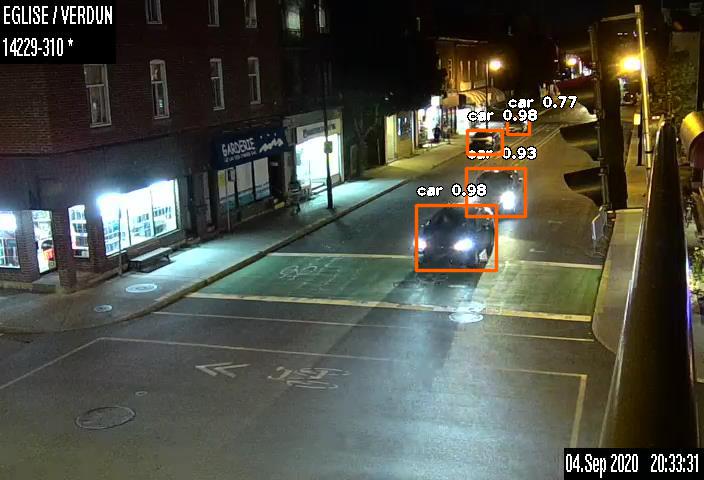 EGLISE / VERDUN
14229-310 *
car 0.77
car 0.98
car 0.93
car 0.98
GARDERIE
04.Sep 2020 20:33:31